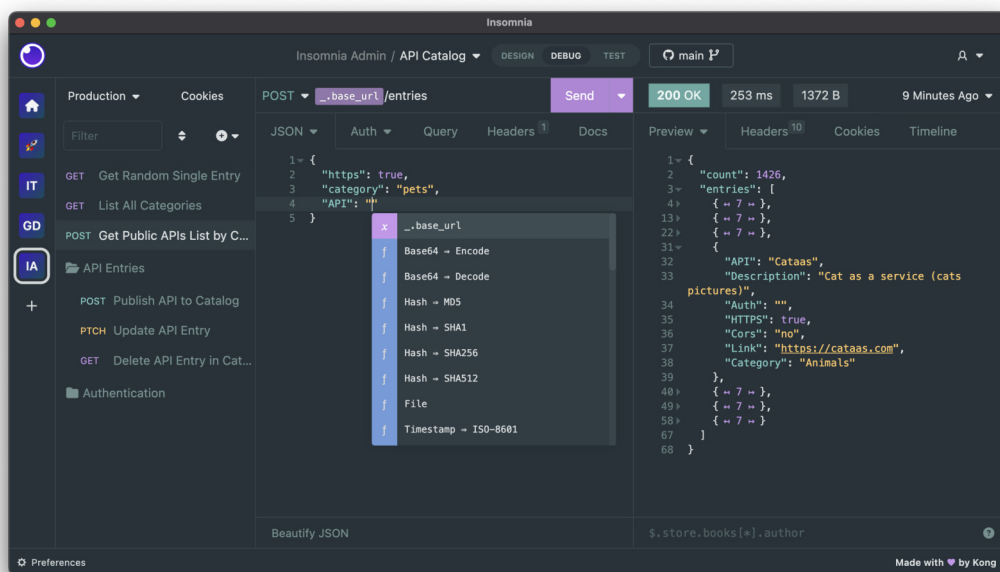 Insomnia
Insomnia Admin / API Catalog
DESIGN DEBUG TEST
main
Production
Cookies
Filter
IT
GD
IA
GET Get Random Single Entry
GET List All Categories
POST Get Public APIs List by C...
API Entries
POST Publish API to Catalog
PTCH Update API Entry
GET Delete API Entry in Cat...
Authentication
POST _.base_url /entries
Send
JSON Auth Query Headers 1 Docs
1 {
2 "https": true,
3 "category": "pets",
4 "API": ""
5 }
x _.base_url
ƒ Base64 → Encode
ƒ Base64 → Decode
ƒ Hash → MD5
ƒ Hash → SHA1
ƒ Hash → SHA256
ƒ Hash → SHA512
ƒ File
ƒ Timestamp → ISO-8601
Beautify JSON
200 OK 253 ms 1372 B 9 Minutes Ago
Preview Headers 10 Cookies Timeline
1 {
2 "count": 1426,
3 "entries": [
4 { ↔ 7 ↔ },
13 { ↔ 7 ↔ },
22 { ↔ 7 ↔ },
31 {
32 "API": "Cataas",
33 "Description": "Cat as a service (cats
pictures)",
34 "Auth": "",
35 "HTTPS": true,
36 "Cors": "no",
37 "Link": "https://cataas.com",
38 "Category": "Animals"
39 },
40 { ↔ 7 ↔ },
49 { ↔ 7 ↔ },
58 { ↔ 7 ↔ }
67 ]
68 }
$.store.books[*].author
Preferences
Made with ♥ by Kong